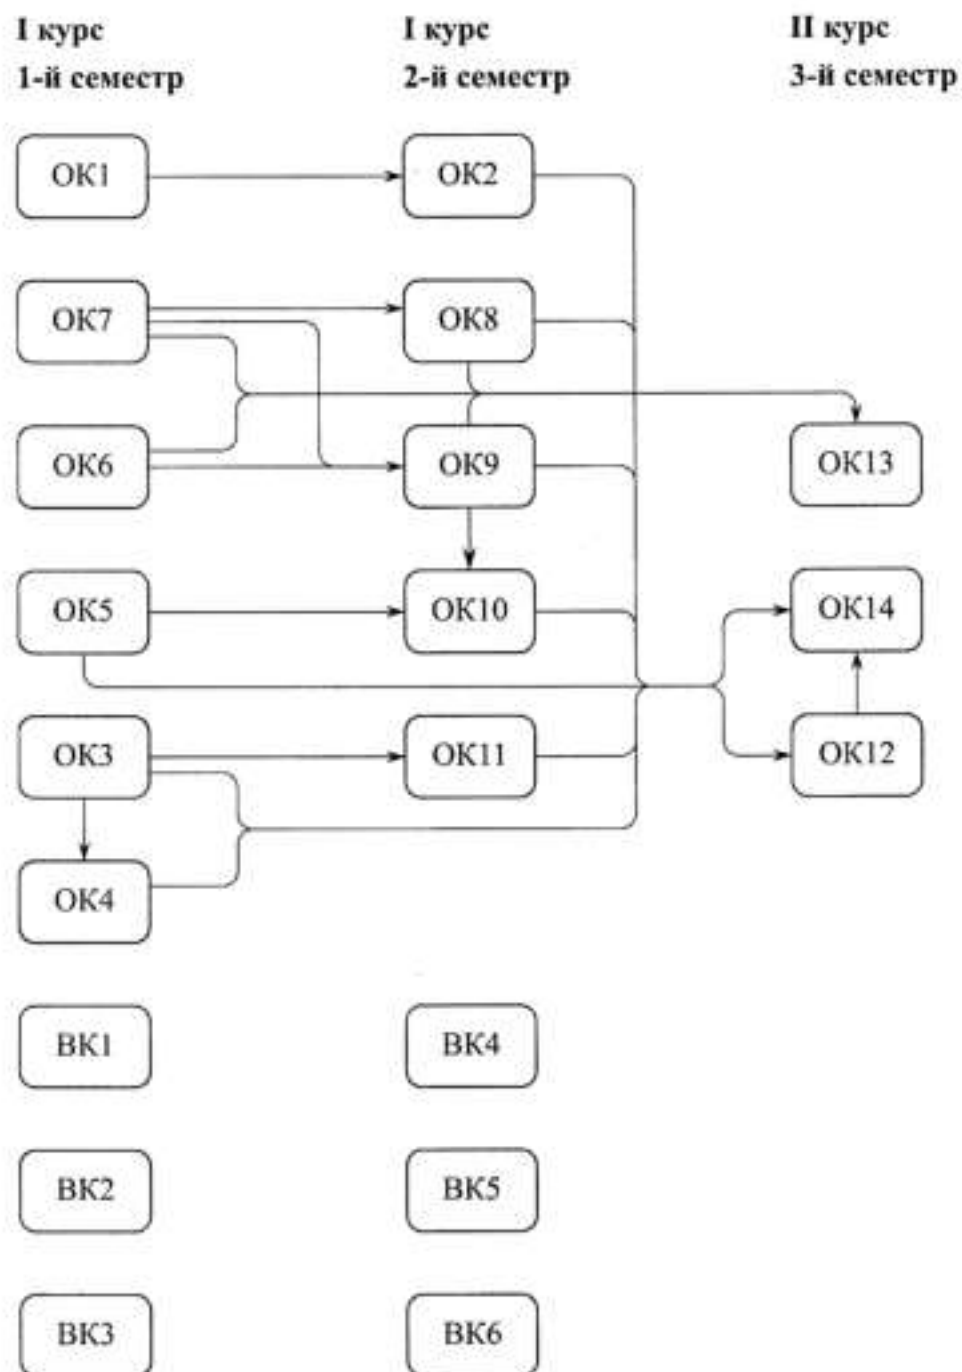 I курс
1-й семестр
I курс
2-й семестр
II курс
3-й семестр
ОК1
ОК2
ОК7
ОК8
ОК6
ОК9
ОК13
ОК5
ОК10
ОК14
ОК3
ОК11
ОК12
ОК4
ВК1
ВК4
ВК2
ВК5
ВК3
ВК6